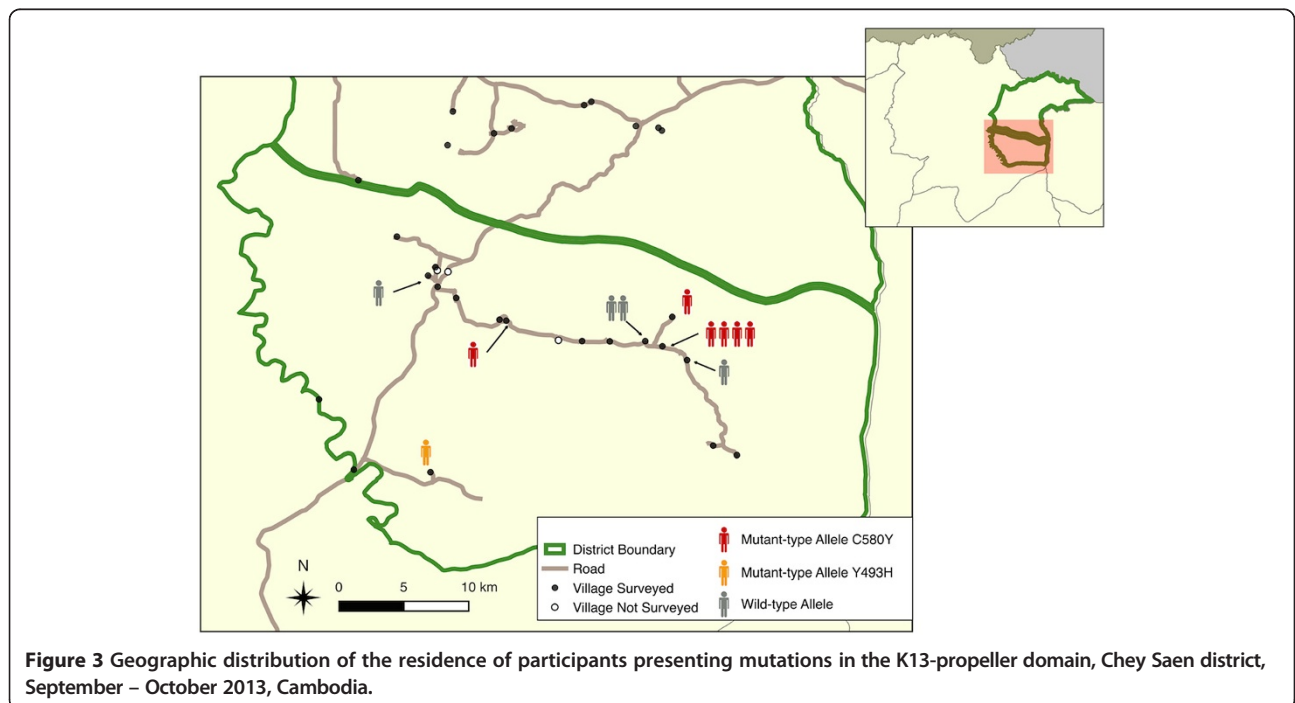 N
0 5 10 km
District Boundary
Road
Village Surveyed
Village Not Surveyed
Mutant-type Allele C580Y
Mutant-type Allele Y493H
Wild-type Allele
Figure 3 Geographic distribution of the residence of participants presenting mutations in the K13-propeller domain, Chey Saen district,
September – October 2013, Cambodia.